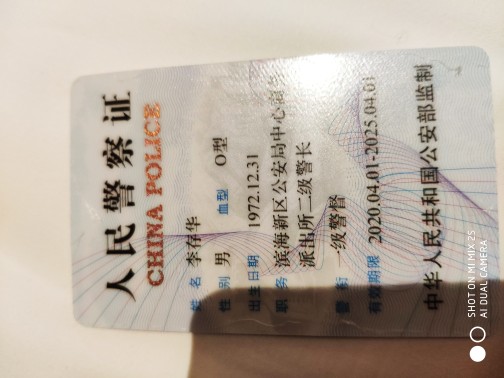 人民警察证
CHINA POLICE
姓名 李存华
性别 男 血型 O型
出生日期 1972.12.31
职务 滨海新区公安局中心商务
派出所二级警长
警衔 一级警督
有效期限 2020.04.01-2025.04.01
中华人民共和国公安部监制
SHOT ON MI MIX 2S
AI DUAL CAMERA